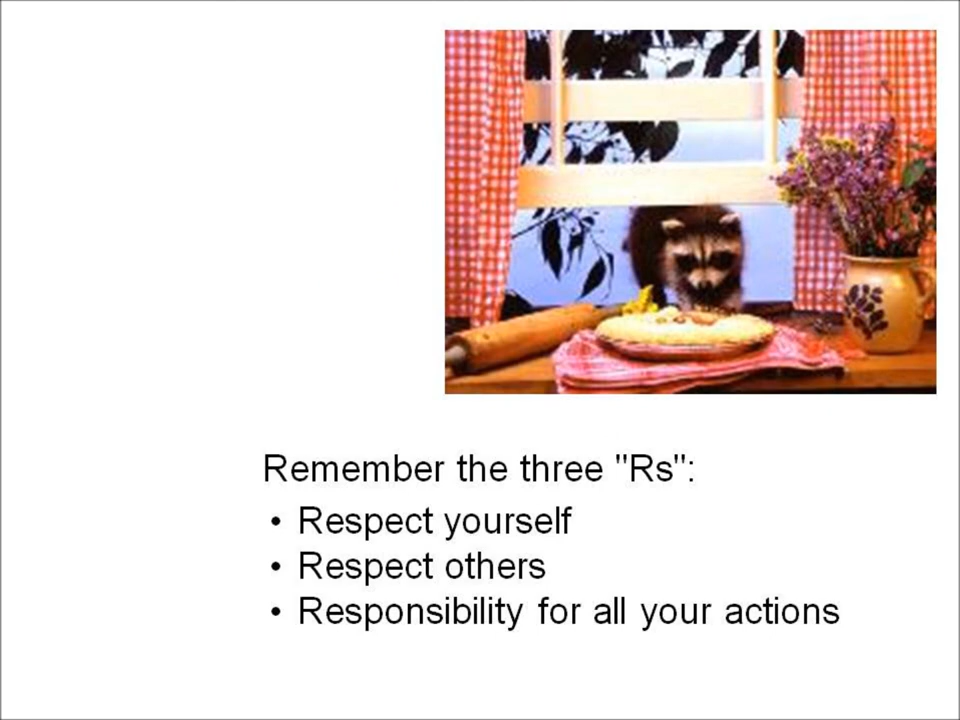 Remember the three "Rs":
• Respect yourself
• Respect others
• Responsibility for all your actions